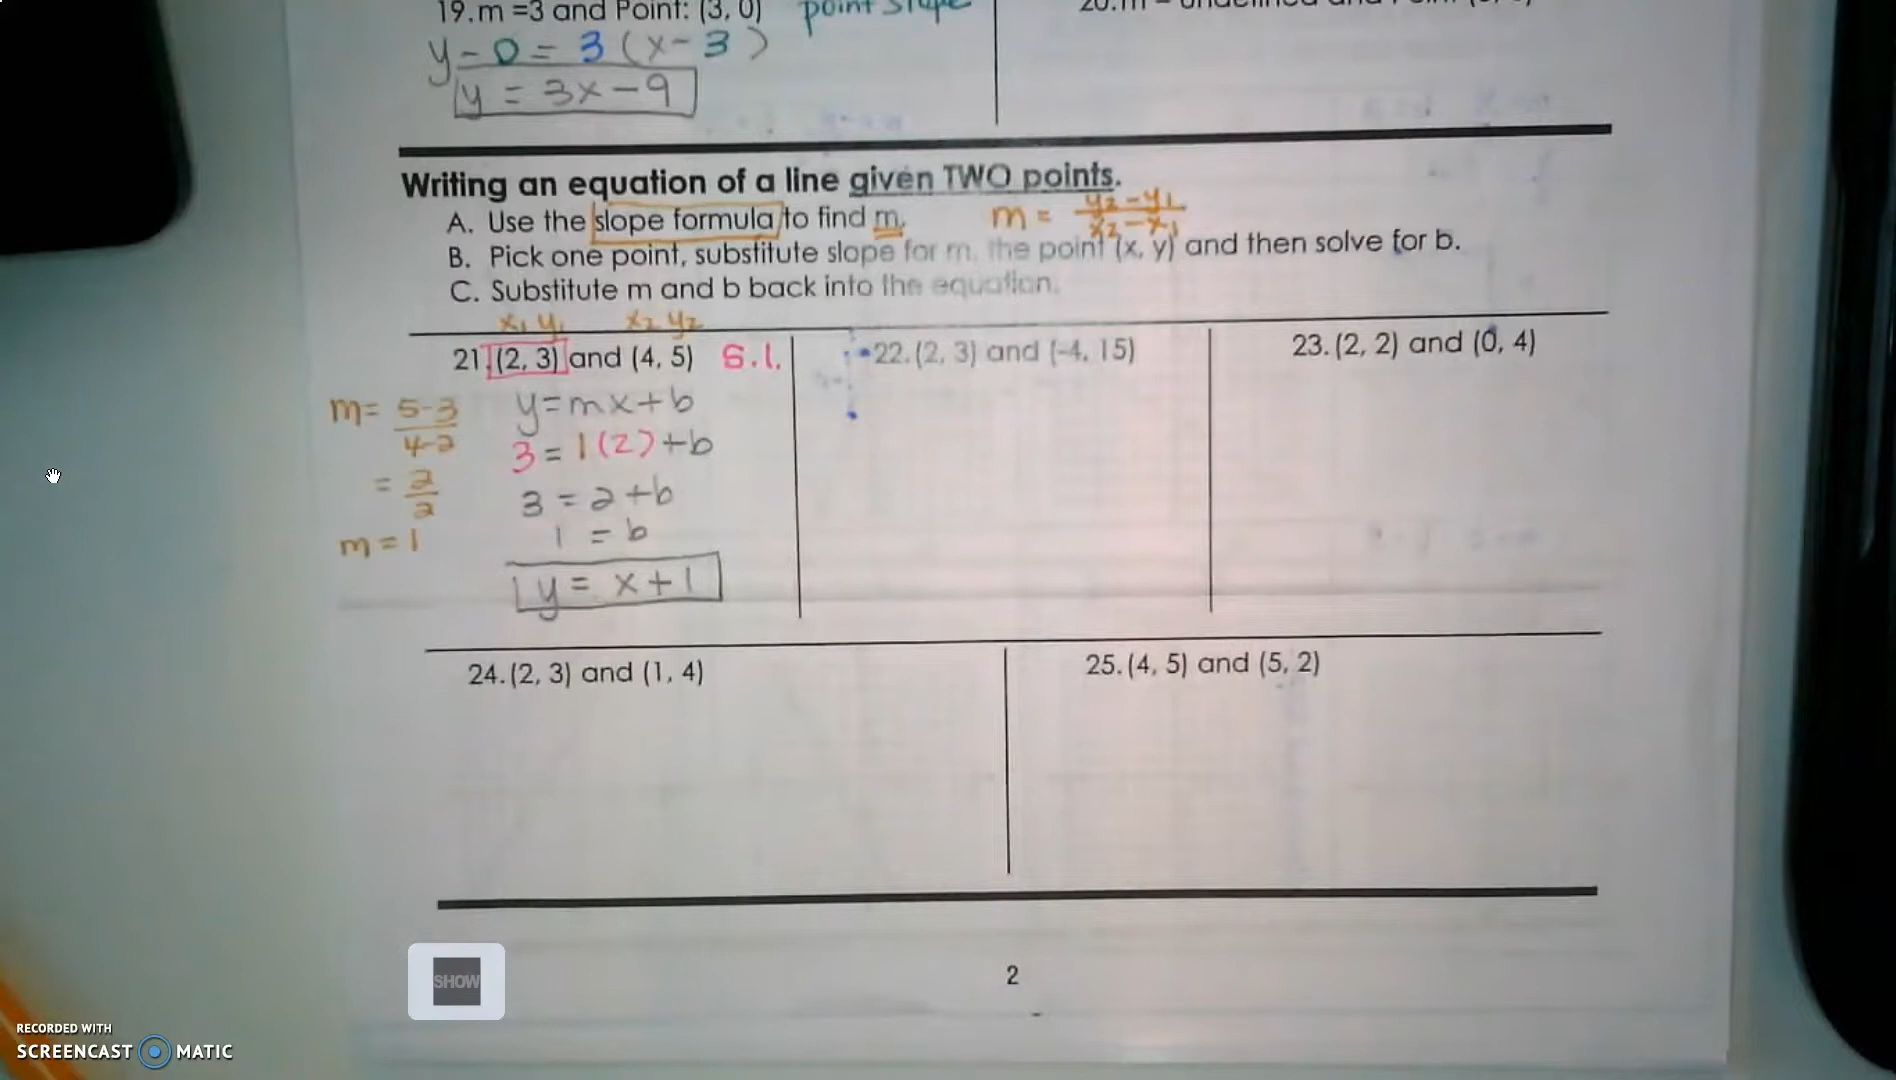 19. m =3 and Point: (3, 0) point slope
y - 0 = 3 (x - 3)
y = 3x - 9
Writing an equation of a line given TWO points.
A. Use the slope formula to find m. m = y2 - y1
x2 - x1
B. Pick one point, substitute slope for m, the point (x, y) and then solve for b.
C. Substitute m and b back into the equation.
x1 y1 x2 y2
21. (2, 3) and (4, 5) S.I.
m = 5-3
4-2
= 2
2
m = 1
y = mx + b
3 = 1(2) + b
3 = 2 + b
1 = b
y = x + 1
22. (2, 3) and (-4, 15)
23. (2, 2) and (0, 4)
24. (2, 3) and (1, 4)
25. (4, 5) and (5, 2)
SHOW
2
RECORDED WITH
SCREENCAST MATIC